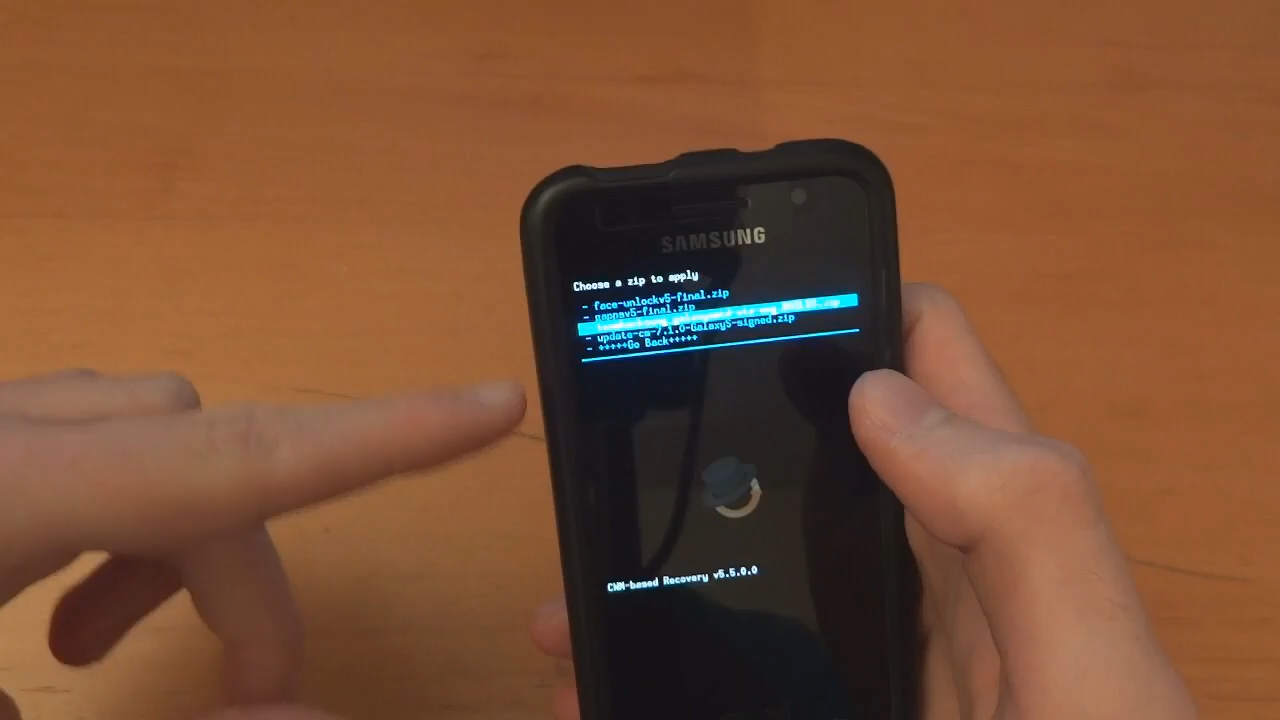 SAMSUNG
Choose a zip to apply
- face-unlockv5-final.zip
- gappsv5-final.zip
- update-cm-7.1.0-GalaxyS-signed.zip
- +++++Go Back+++++
CWM-based Recovery v5.5.0.0